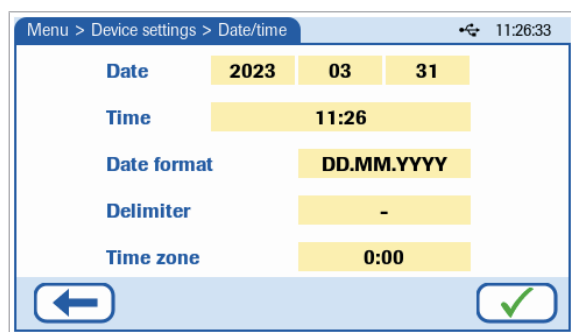 Menu > Device settings > Date/time 11:26:33
Date 2023 03 31
Time 11:26
Date format DD.MM.YYYY
Delimiter -
Time zone 0:00